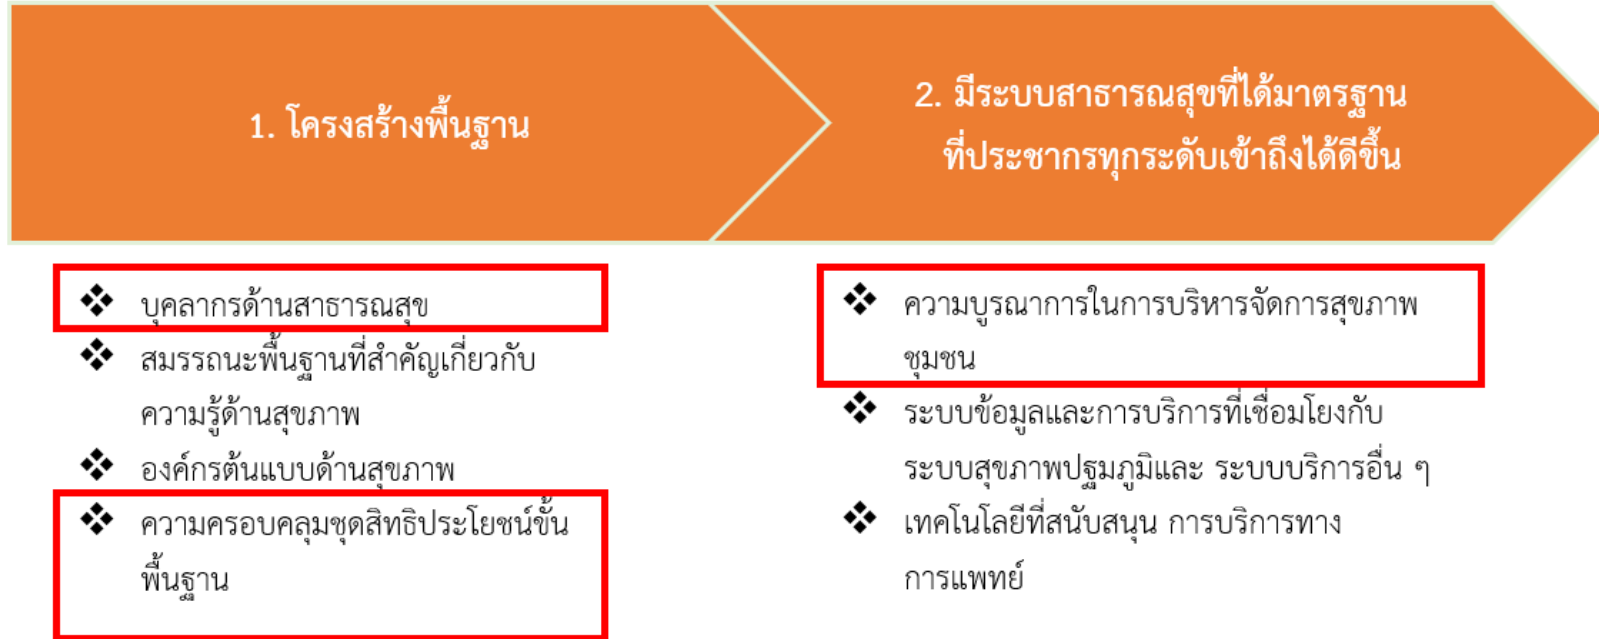 1. โครงสร้างพื้นฐาน
2. มีระบบสาธารณสุขที่ได้มาตรฐาน
ที่ประชากรทุกระดับเข้าถึงได้ดีขึ้น
❖ บุคลากรด้านสาธารณสุข
❖ สมรรถนะพื้นฐานที่สำคัญเกี่ยวกับ
ความรู้ด้านสุขภาพ
❖ องค์กรต้นแบบด้านสุขภาพ
❖ ความครอบคลุมชุดสิทธิประโยชน์ขั้น
พื้นฐาน
❖ ความบูรณาการในการบริหารจัดการสุขภาพ
ชุมชน
❖ ระบบข้อมูลและการบริการที่เชื่อมโยงกับ
ระบบสุขภาพปฐมภูมิและ ระบบบริการอื่น ๆ
❖ เทคโนโลยีที่สนับสนุน การบริการทาง
การแพทย์